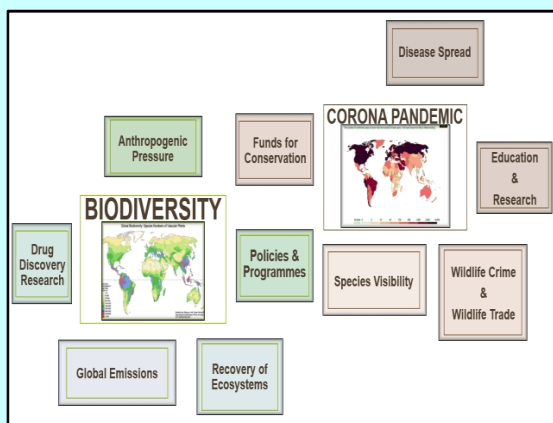 Disease Spread
CORONA PANDEMIC
Anthropogenic
Pressure
Funds for
Conservation
Education
&
Research
BIODIVERSITY
Drug
Discovery
Research
Policies &
Programmes
Species Visibility
Wildlife Crime
&
Wildlife Trade
Global Emissions
Recovery of
Ecosystems